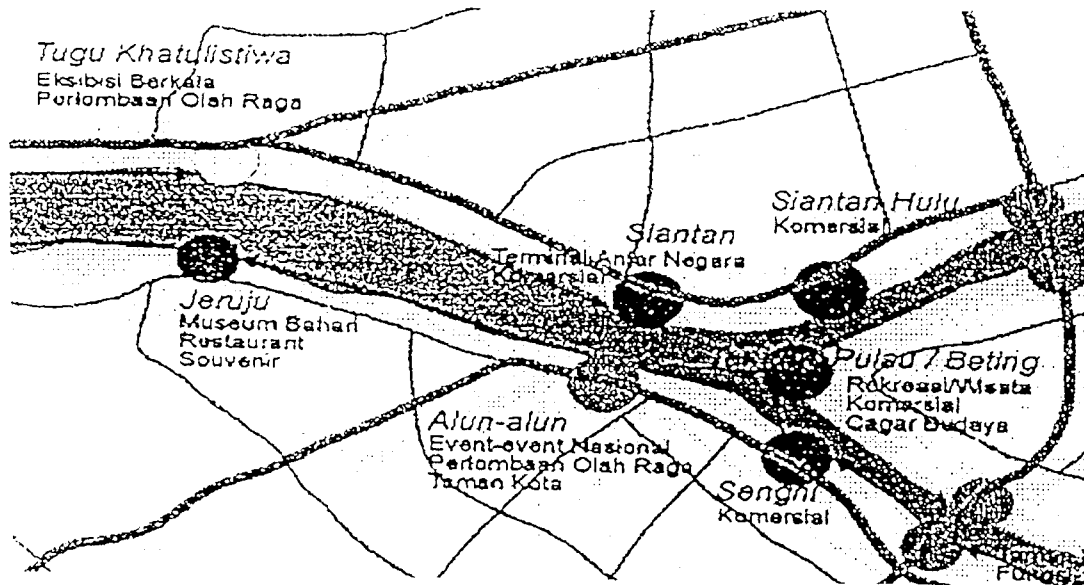 Tugu Khatulistiwa
Eksibisi Berkala
Perlombaan Olah Raga
Siantan Hulu
Komersial
Siantan
Terminal Antar Negara
Komersial
Jeruju
Museum Bahari
Restaurant
Souvenir
Pulau / Beting
Rekreasi/Wisata
Komersial
Cagar Budaya
Alun-alun
Event-event Nasional
Perlombaan Olah Raga
Taman Kota
Senghi
Komersial